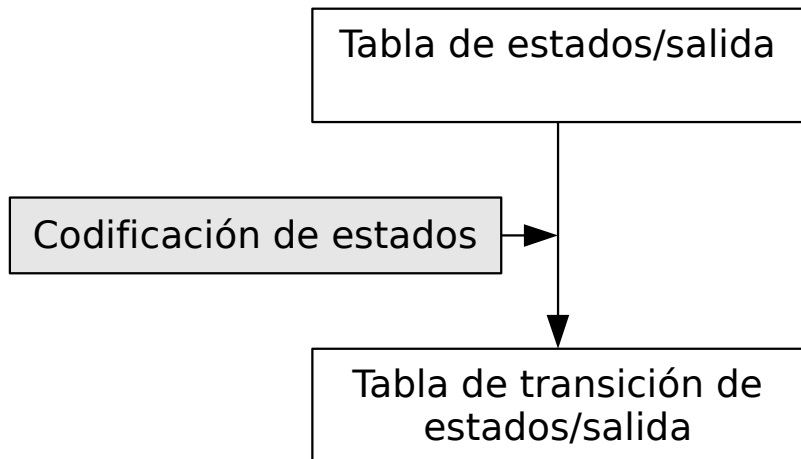 Tabla de estados/salida
Codificación de estados
Tabla de transición de
estados/salida